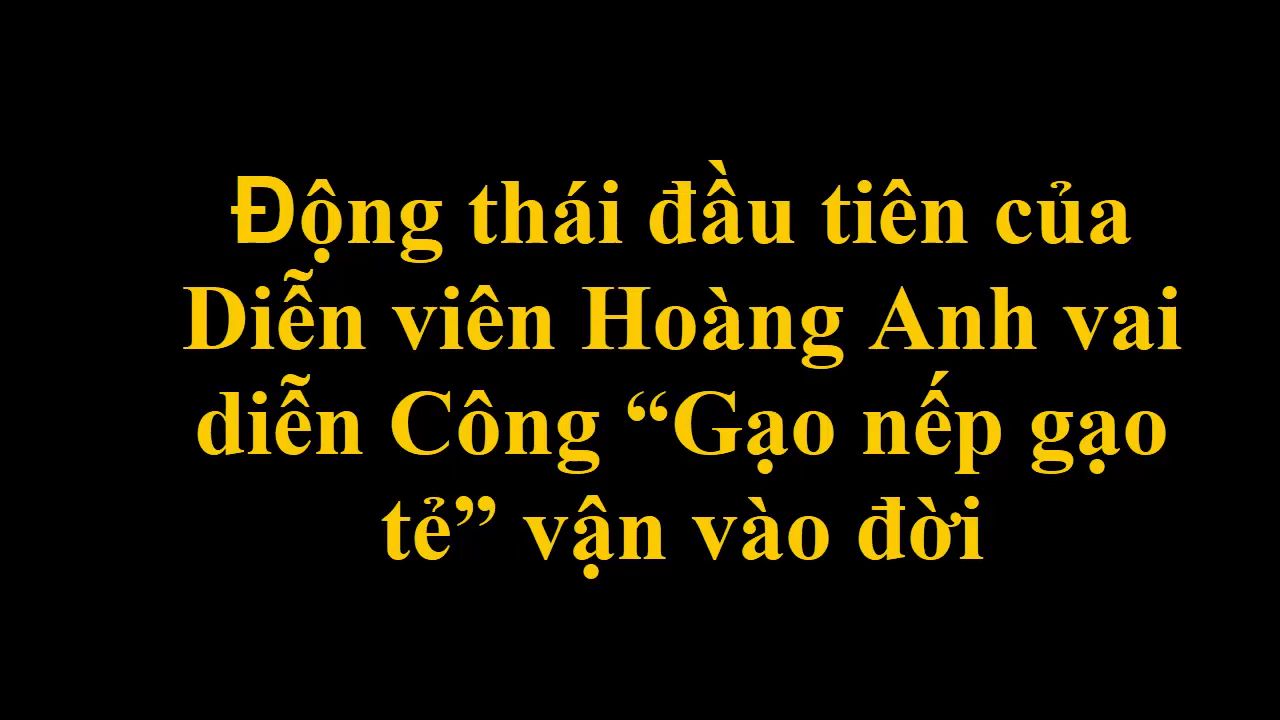 Động thái đầu tiên của
Diễn viên Hoàng Anh vai
diễn Công “Gạo nếp gạo
tẻ” vận vào đời